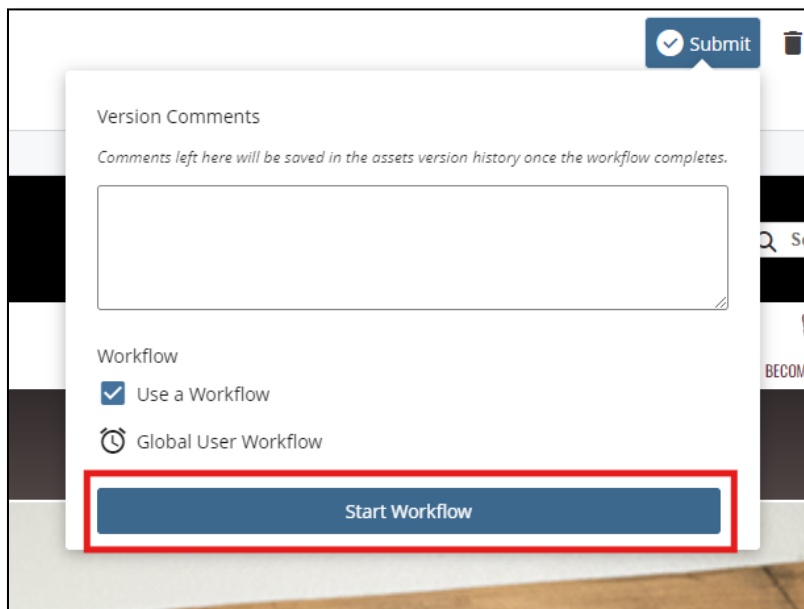 Submit
Version Comments
Comments left here will be saved in the assets version history once the workflow completes.
Workflow
Use a Workflow
Global User Workflow
Start Workflow